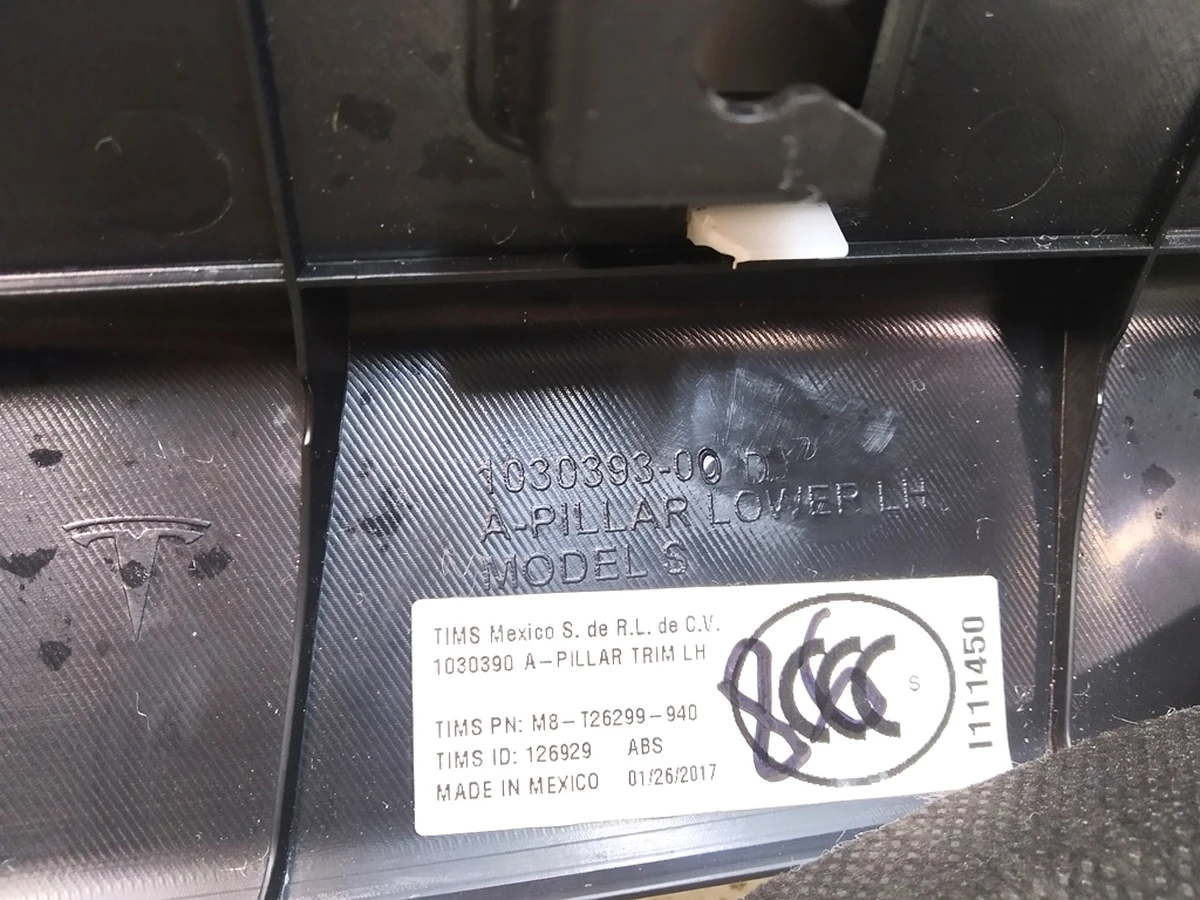 1030393-00 D
A-PILLAR LOWER LH
MODEL S
TIMS Mexico S. de R.L. de C.V.
1030390 A-PILLAR TRIM LH
TIMS PN: M8-T26299-940
TIMS ID: 126929 ABS
MADE IN MEXICO 01/26/2017
CCC S
I111450